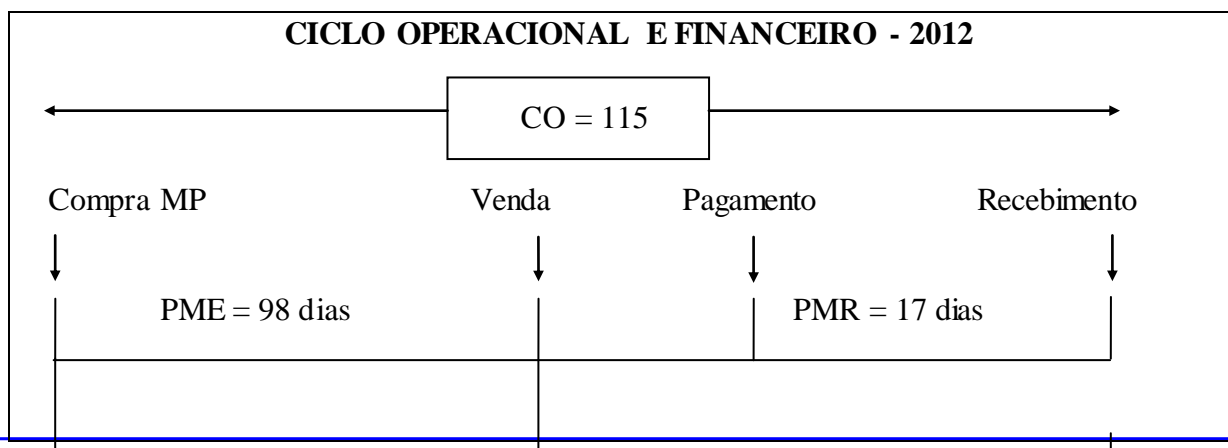 CICLO OPERACIONAL E FINANCEIRO - 2012
CO = 115
Compra MP Venda Pagamento Recebimento
PME = 98 dias PMR = 17 dias